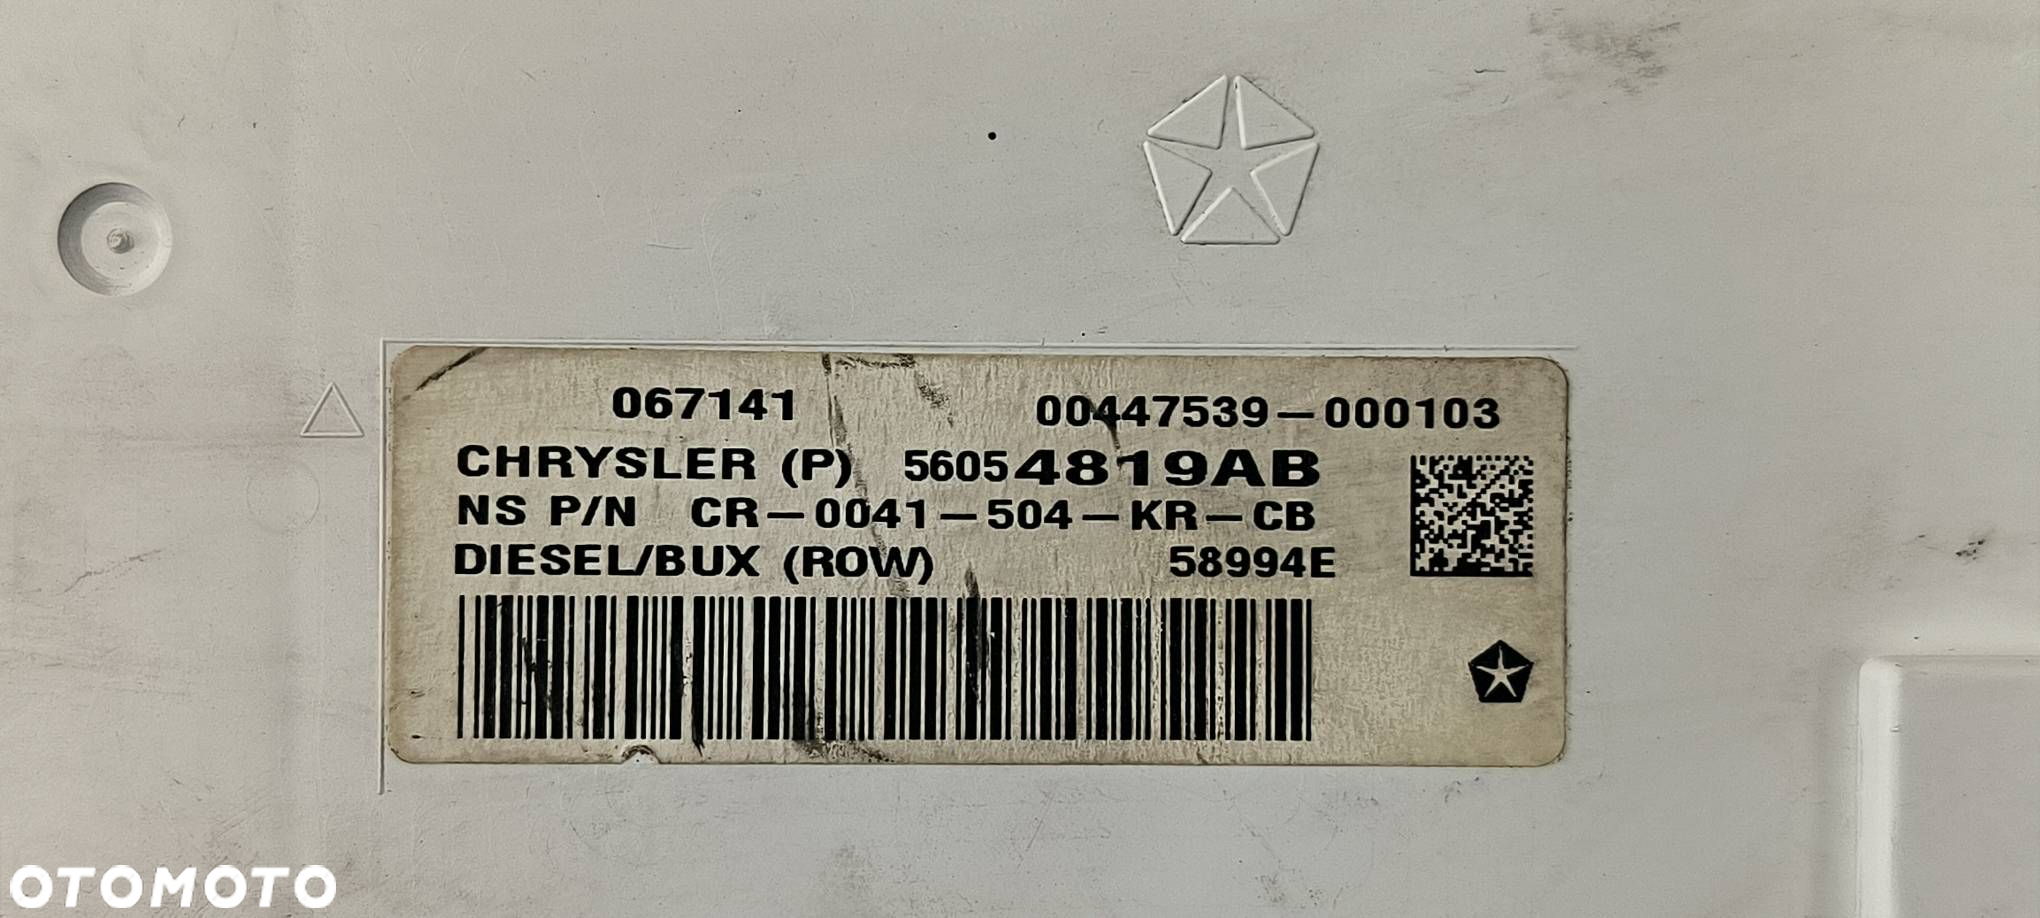 067141 00447539-000103
CHRYSLER (P) 56054819AB
NS P/N CR-0041-504-KR-CB
DIESEL/BUX (ROW) 58994E
OTOMOTO